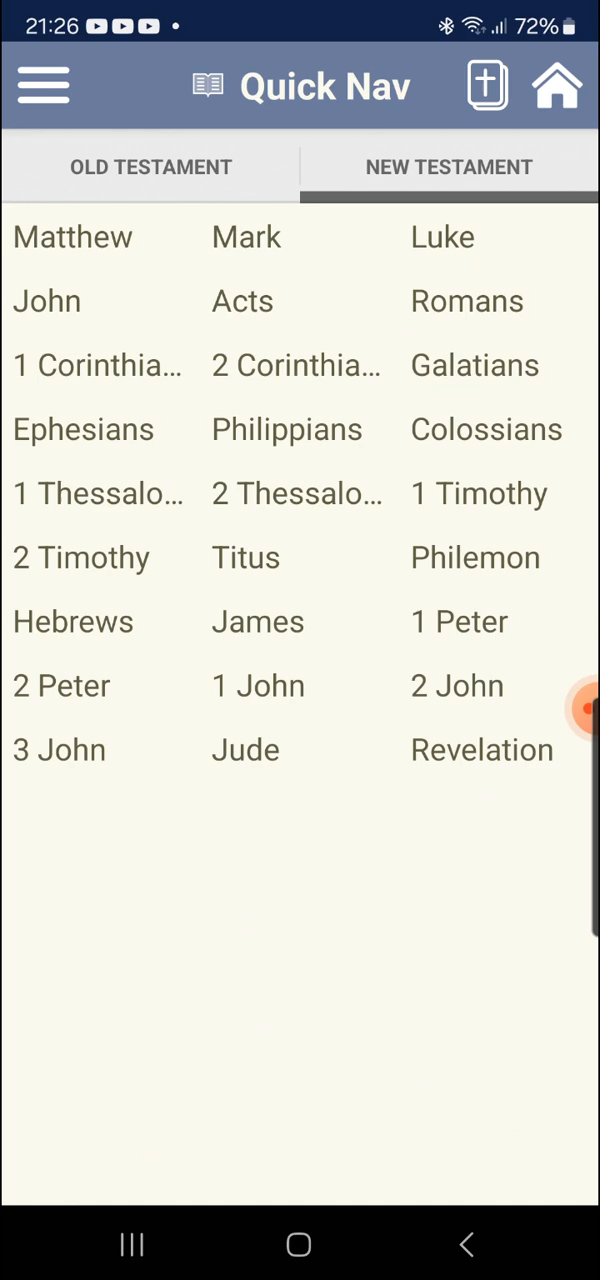 21:26 72%
Quick Nav
OLD TESTAMENT NEW TESTAMENT
Matthew Mark Luke
John Acts Romans
1 Corinthia... 2 Corinthia... Galatians
Ephesians Philippians Colossians
1 Thessalo... 2 Thessalo... 1 Timothy
2 Timothy Titus Philemon
Hebrews James 1 Peter
2 Peter 1 John 2 John
3 John Jude Revelation